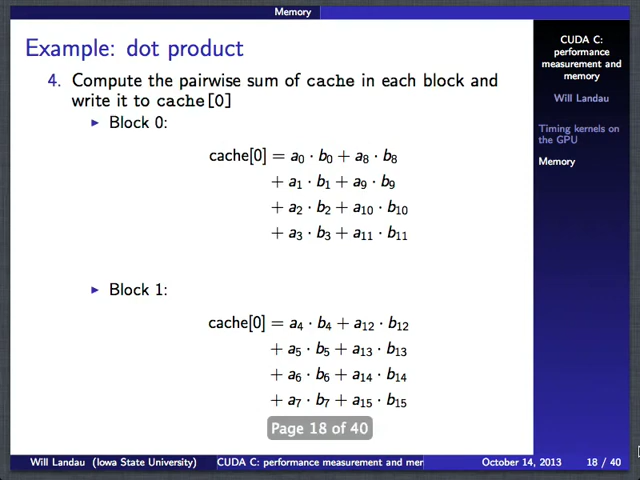 Memory
Example: dot product
4. Compute the pairwise sum of cache in each block and
write it to cache[0]
▶ Block 0:
cache[0] = a₀ · b₀ + a₈ · b₈
+ a₁ · b₁ + a₉ · b₉
+ a₂ · b₂ + a₁₀ · b₁₀
+ a₃ · b₃ + a₁₁ · b₁₁
▶ Block 1:
cache[0] = a₄ · b₄ + a₁₂ · b₁₂
+ a₅ · b₅ + a₁₃ · b₁₃
+ a₆ · b₆ + a₁₄ · b₁₄
+ a₇ · b₇ + a₁₅ · b₁₅
Page 18 of 40
CUDA C:
performance
measurement and
memory
Will Landau
Timing kernels on
the GPU
Memory
Will Landau (Iowa State University) CUDA C: performance measurement and mer October 14, 2013 18 / 40